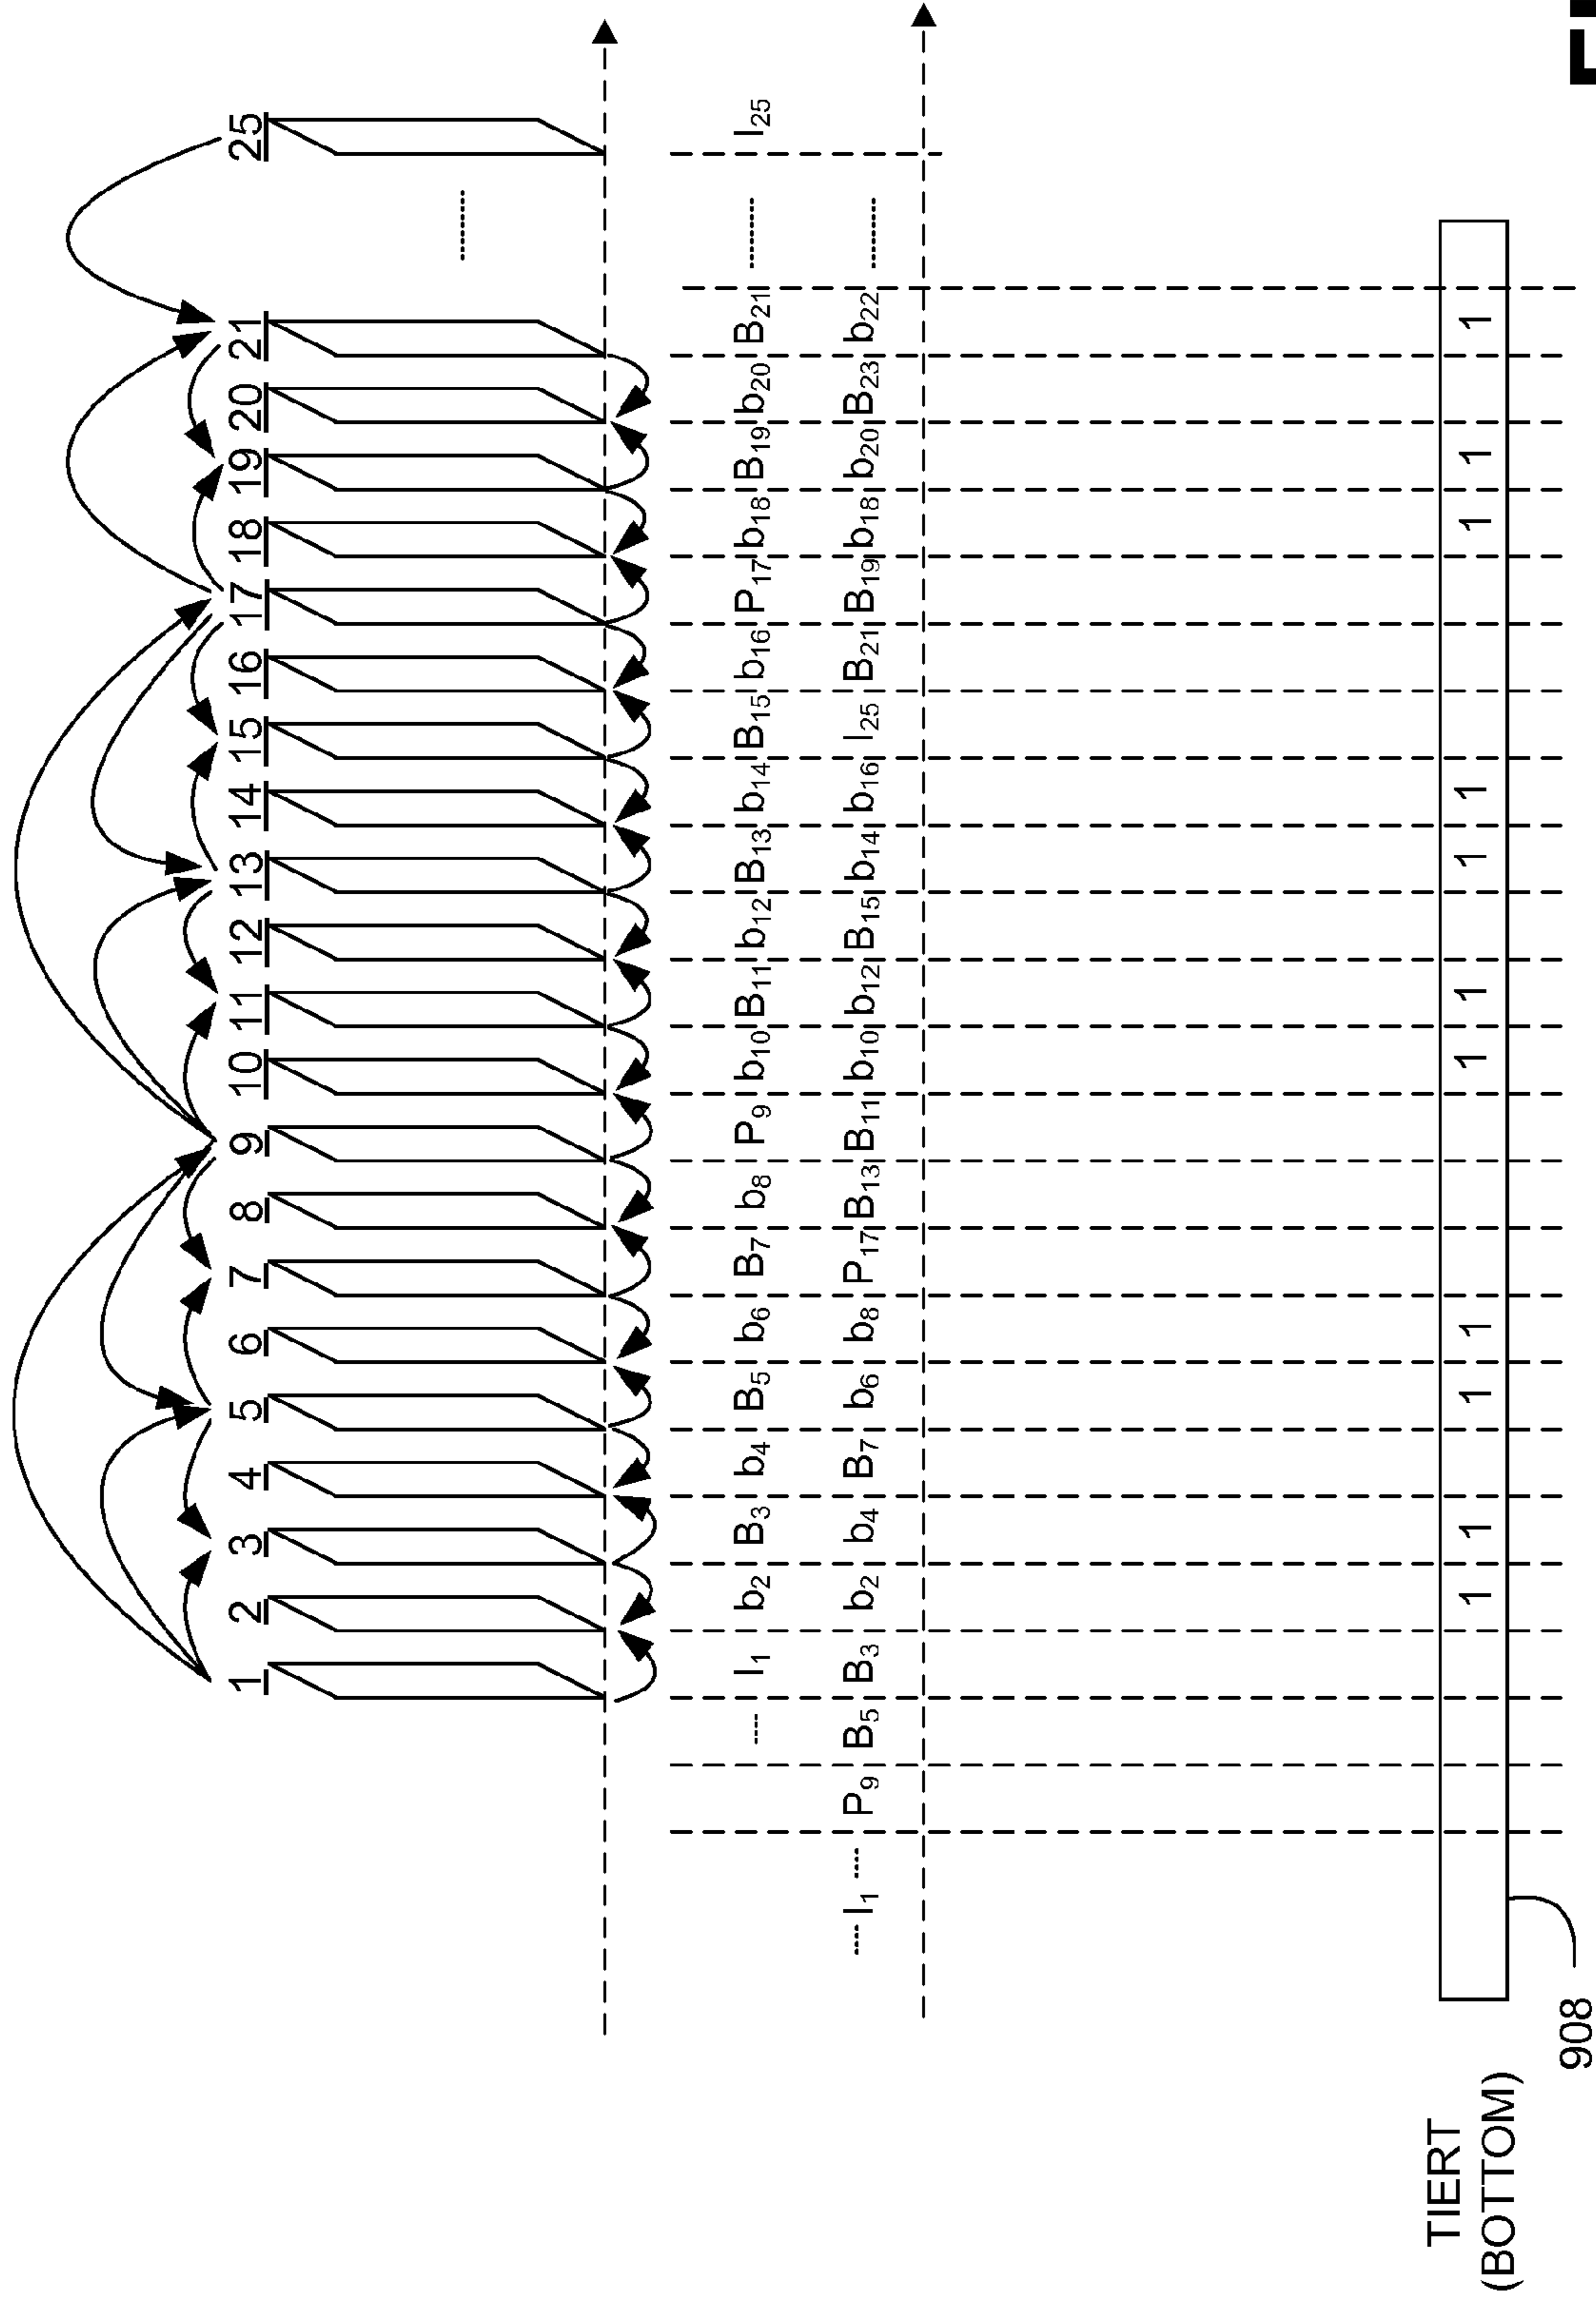 1 2 3 4 5 6 7 8 9 10 11 12 13 14 15 16 17 18 19 20 21 ........ 25
.... I₁ b₂ B₃ b₄ B₅ b₆ B₇ b₈ P₉ b₁₀ B₁₁ b₁₂ B₁₃ b₁₄ B₁₅ b₁₆ P₁₇ b₁₈ B₁₉ b₂₀ B₂₁ ........ I₂₅
.... I₁ .... P₉ B₅ B₃ b₂ b₄ B₇ b₆ b₈ P₁₇ B₁₃ B₁₁ b₁₀ b₁₂ B₁₅ b₁₄ b₁₆ I₂₅ B₂₁ B₁₉ b₁₈ b₂₀ B₂₃ b₂₂ ........
TIERT 1 1 1 1 1 1 1 1 1 1 1
(BOTTOM)
908